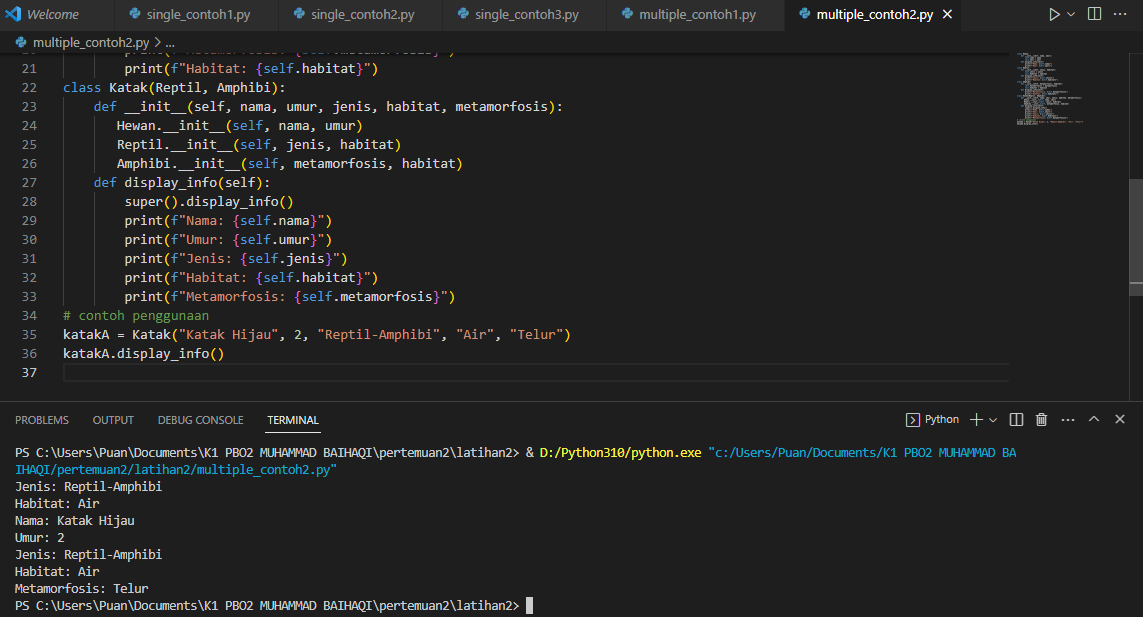 Welcome single_contoh1.py single_contoh2.py single_contoh3.py multiple_contoh1.py multiple_contoh2.py
multiple_contoh2.py > ...
21 print(f"Habitat: {self.habitat}")
22 class Katak(Reptil, Amphibi):
23 def __init__(self, nama, umur, jenis, habitat, metamorfosis):
24 Hewan.__init__(self, nama, umur)
25 Reptil.__init__(self, jenis, habitat)
26 Amphibi.__init__(self, metamorfosis, habitat)
27 def display_info(self):
28 super().display_info()
29 print(f"Nama: {self.nama}")
30 print(f"Umur: {self.umur}")
31 print(f"Jenis: {self.jenis}")
32 print(f"Habitat: {self.habitat}")
33 print(f"Metamorfosis: {self.metamorfosis}")
34 # contoh penggunaan
35 katakA = Katak("Katak Hijau", 2, "Reptil-Amphibi", "Air", "Telur")
36 katakA.display_info()
37
PROBLEMS OUTPUT DEBUG CONSOLE TERMINAL Python
PS C:\Users\Puan\Documents\K1 PBO2 MUHAMMAD BAIHAQI\pertemuan2\latihan2> & D:/Python310/python.exe "c:/Users/Puan/Documents/K1 PBO2 MUHAMMAD BA
IHAQI/pertemuan2/latihan2/multiple_contoh2.py"
Jenis: Reptil-Amphibi
Habitat: Air
Nama: Katak Hijau
Umur: 2
Jenis: Reptil-Amphibi
Habitat: Air
Metamorfosis: Telur
PS C:\Users\Puan\Documents\K1 PBO2 MUHAMMAD BAIHAQI\pertemuan2\latihan2>